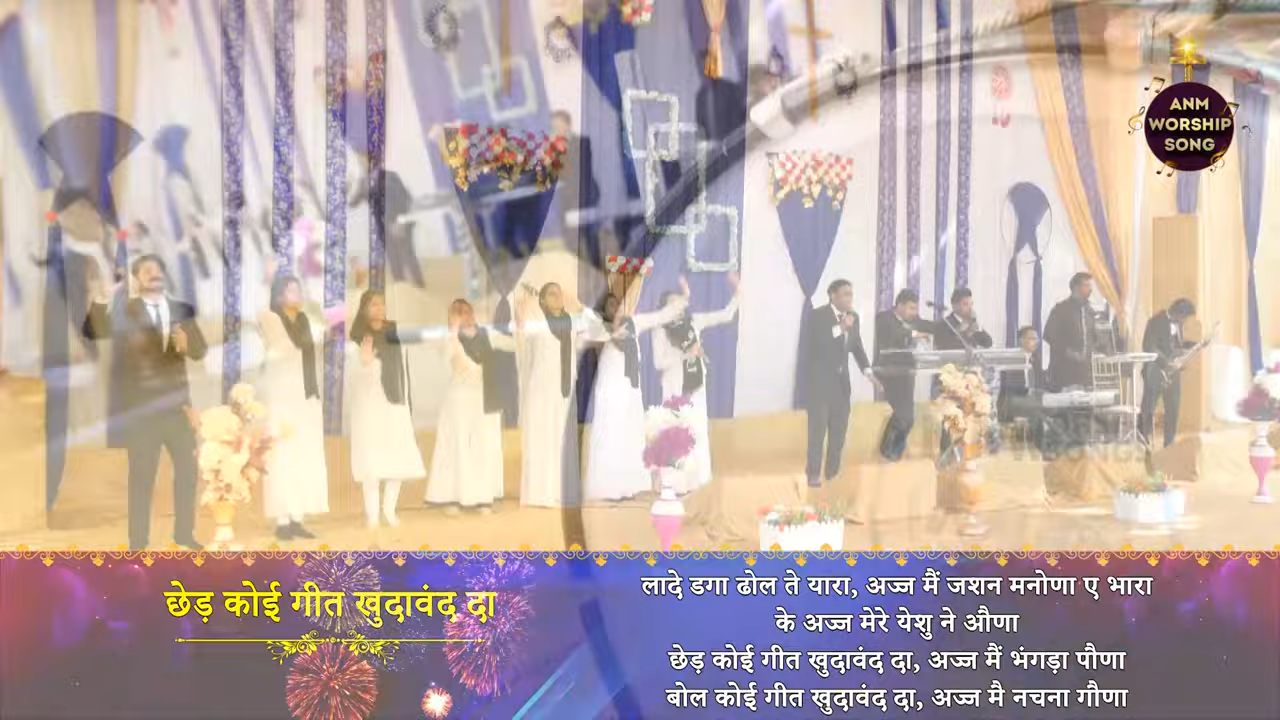 ANM
WORSHIP
SONG
छेड़ कोई गीत खुदावंद दा
लादे डगा ढोल ते यारा, अज्ज मैं जशन मनोणा ए भारा
के अज्ज मेरे येशु ने औणा
छेड़ कोई गीत खुदावंद दा, अज्ज मैं भंगड़ा पौणा
बोल कोई गीत खुदावंद दा, अज्ज मै नचना गौणा